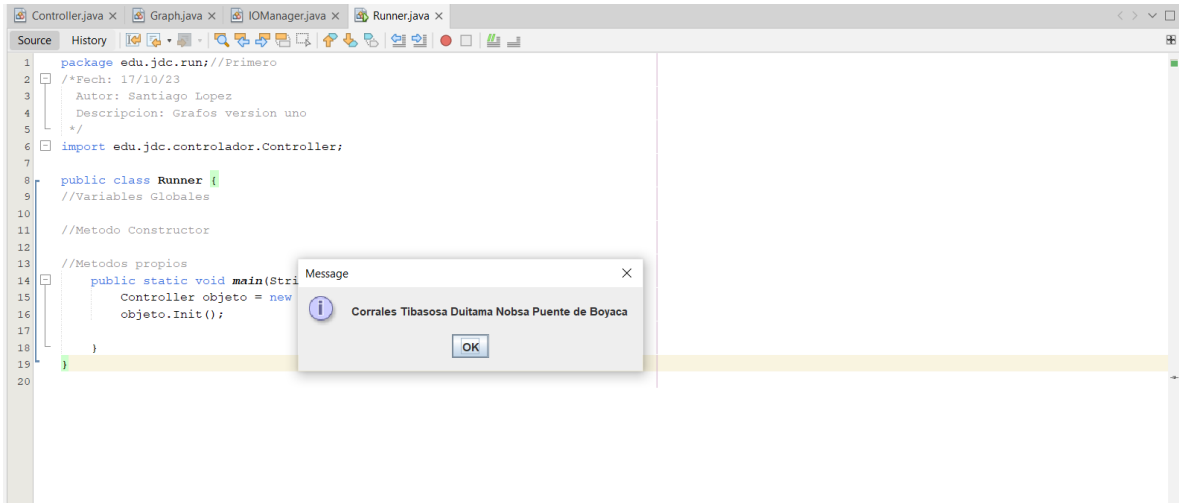 Controller.java Graph.java IOManager.java Runner.java
Source History
1 package edu.jdc.run;//Primero
2 /*Fech: 17/10/23
3 Autor: Santiago Lopez
4 Descripcion: Grafos version uno
5 */
6 import edu.jdc.controlador.Controller;
7
8 public class Runner {
9 //Variables Globales
10
11 //Metodo Constructor
12
13 //Metodos propios
14 public static void main(Stri
15 Controller objeto = new
16 objeto.Init();
17
18 }
19 }
20
Message
Corrales Tibasosa Duitama Nobsa Puente de Boyaca
OK